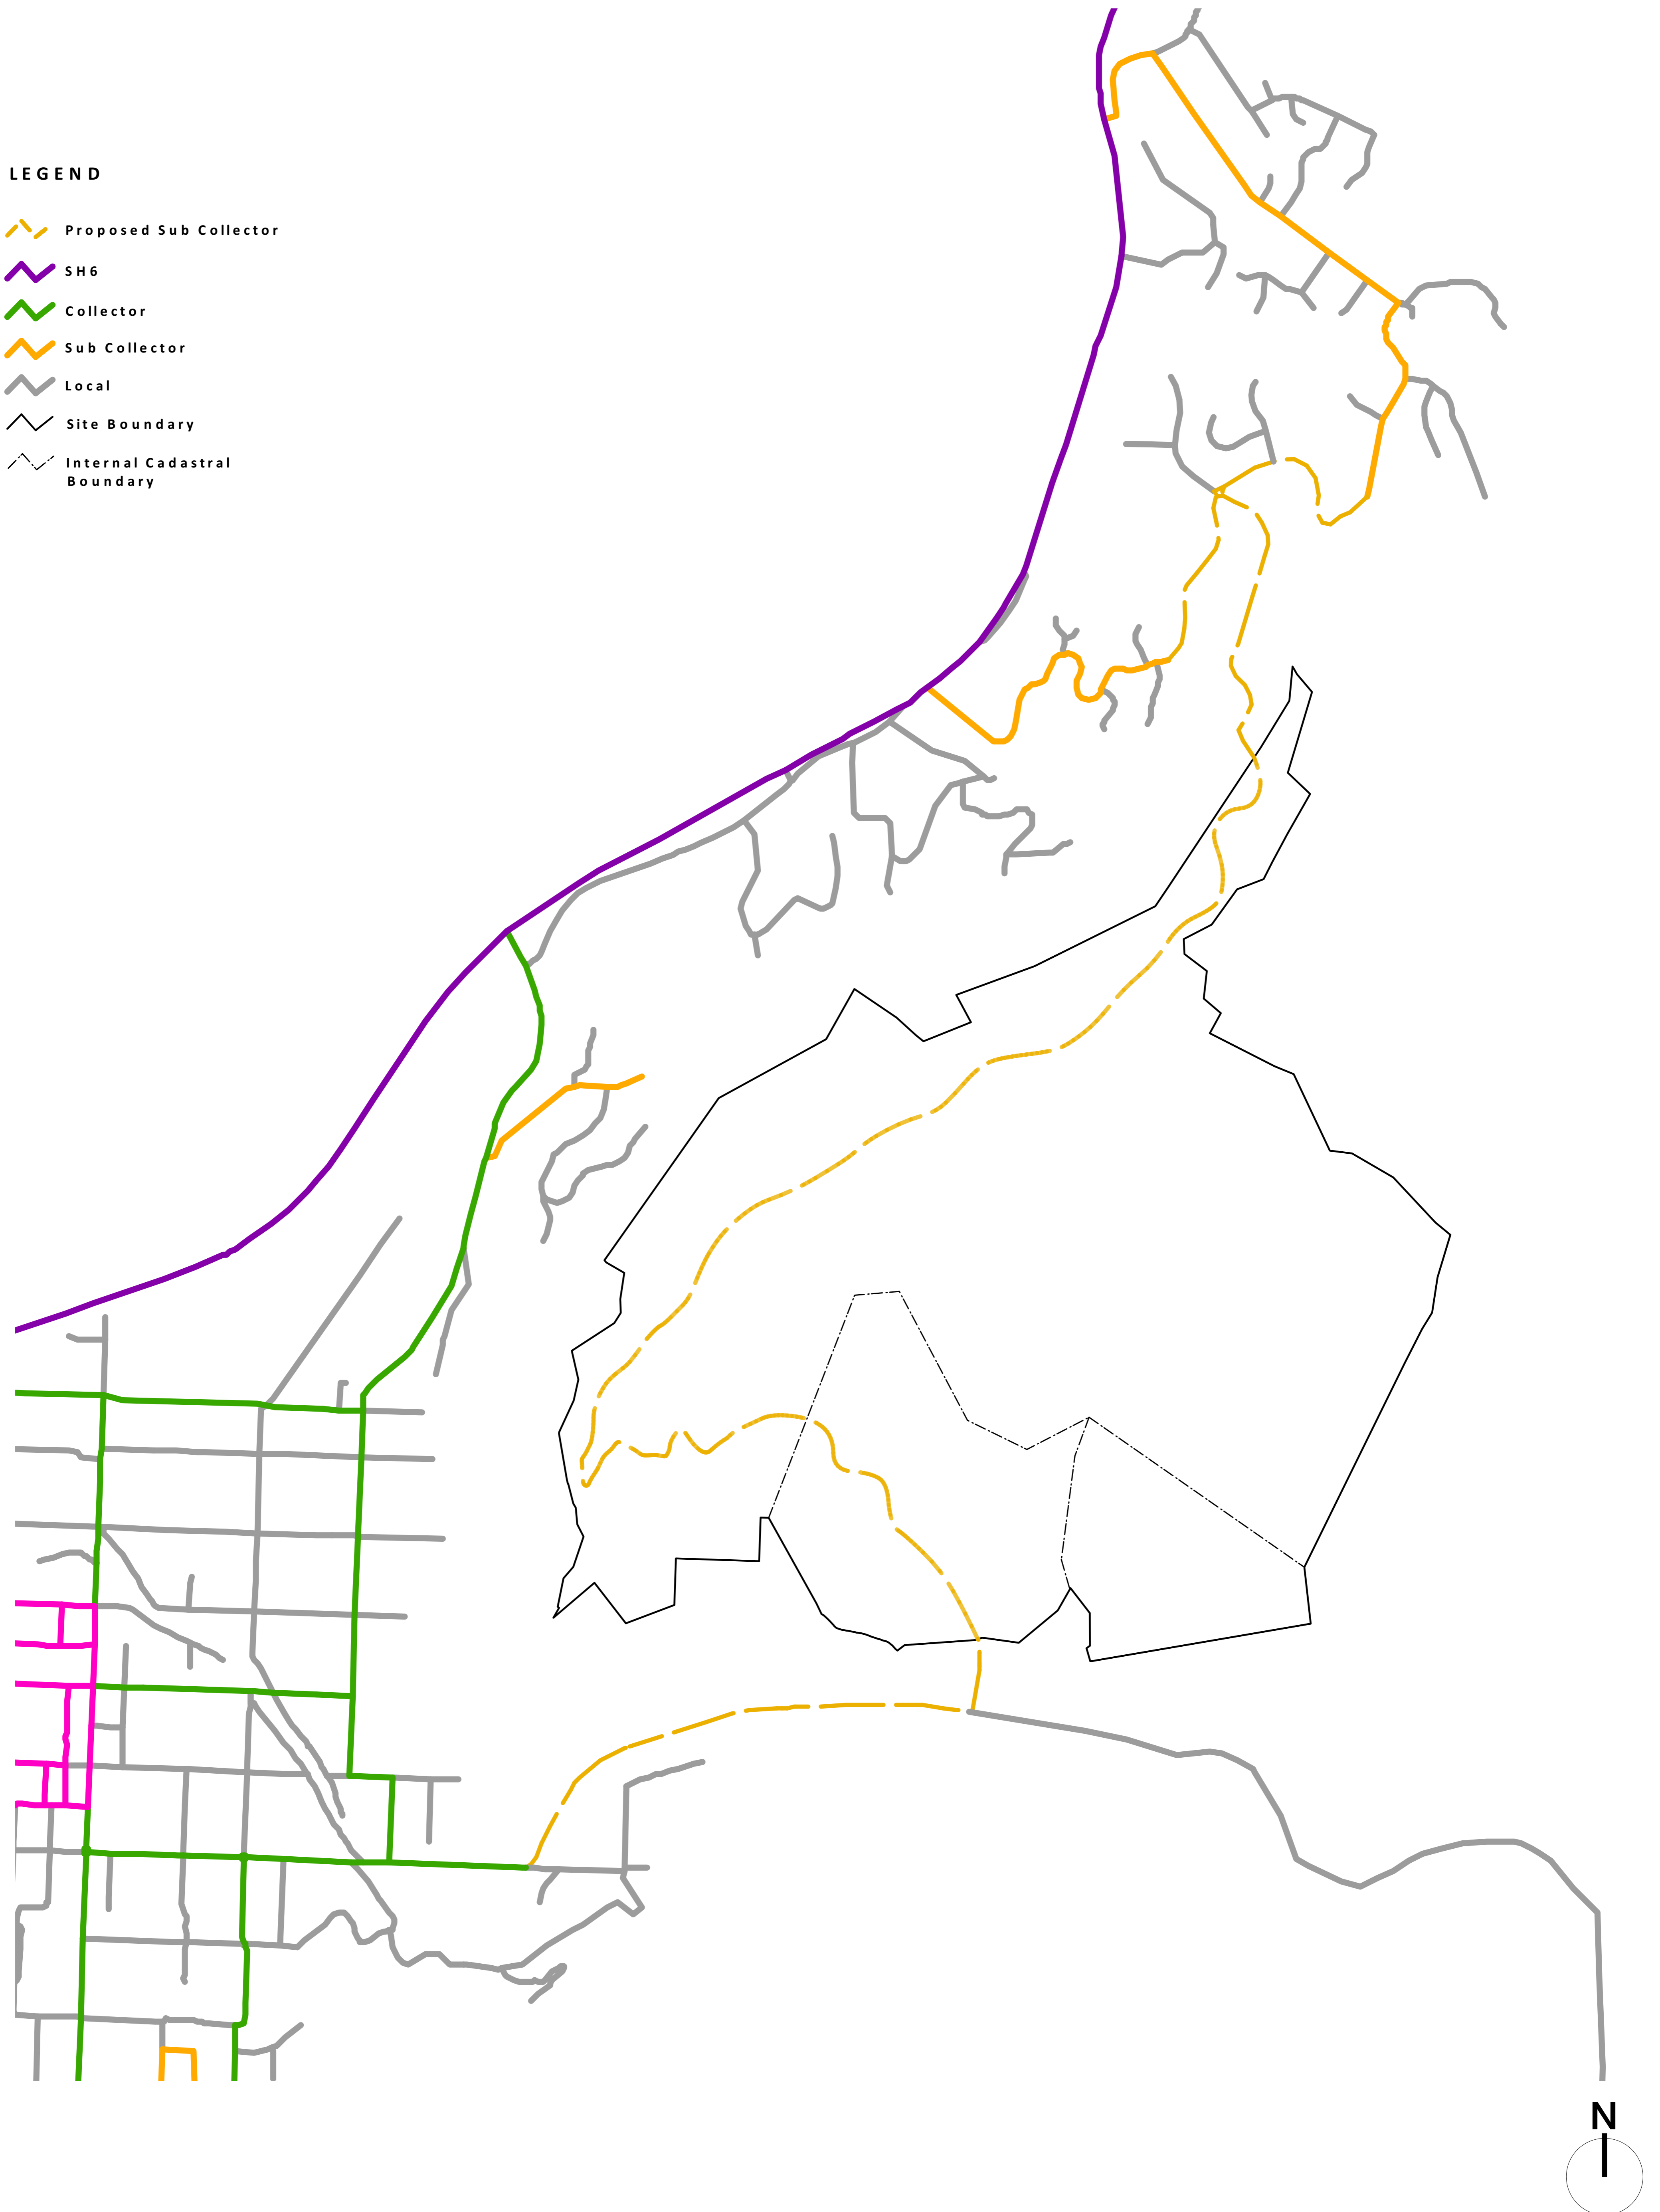 LEGEND
Proposed Sub Collector
SH6
Collector
Sub Collector
Local
Site Boundary
Internal Cadastral
Boundary
N